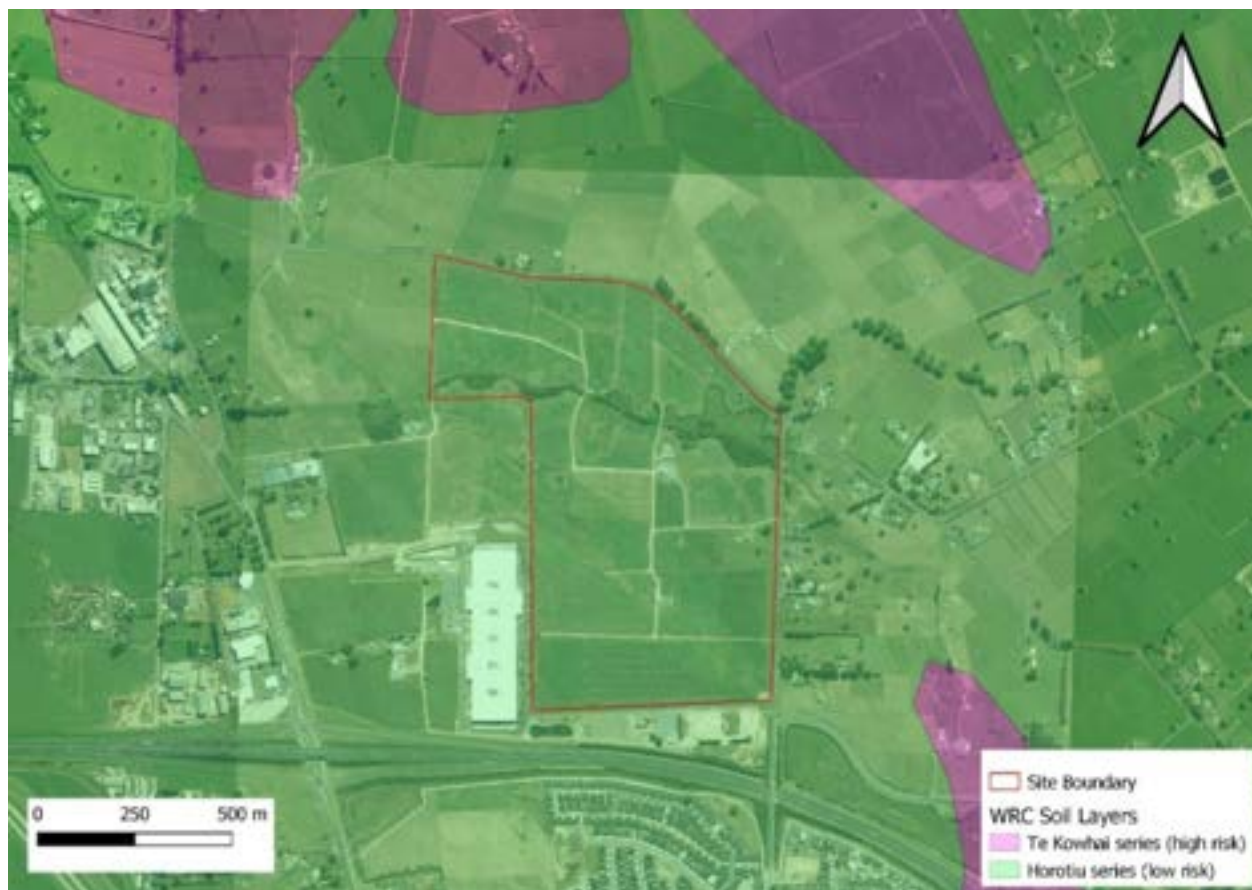 0 250 500 m
Site Boundary
WRC Soil Layers
Te Kowhai series (high risk)
Horotiu series (low risk)